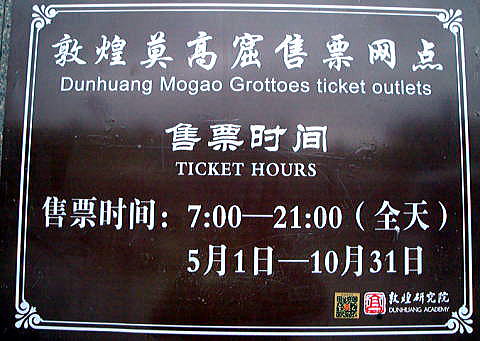 敦煌莫高窟售票网点
Dunhuang Mogao Grottoes ticket outlets
售票时间
TICKET HOURS
售票时间：7:00—21:00（全天）
5月1日—10月31日
敦煌研究院
DUNHUANG ACADEMY